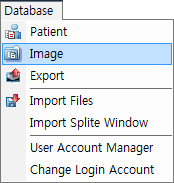 Database
Patient
Image
Export
Import Files
Import Splite Window
User Account Manager
Change Login Account